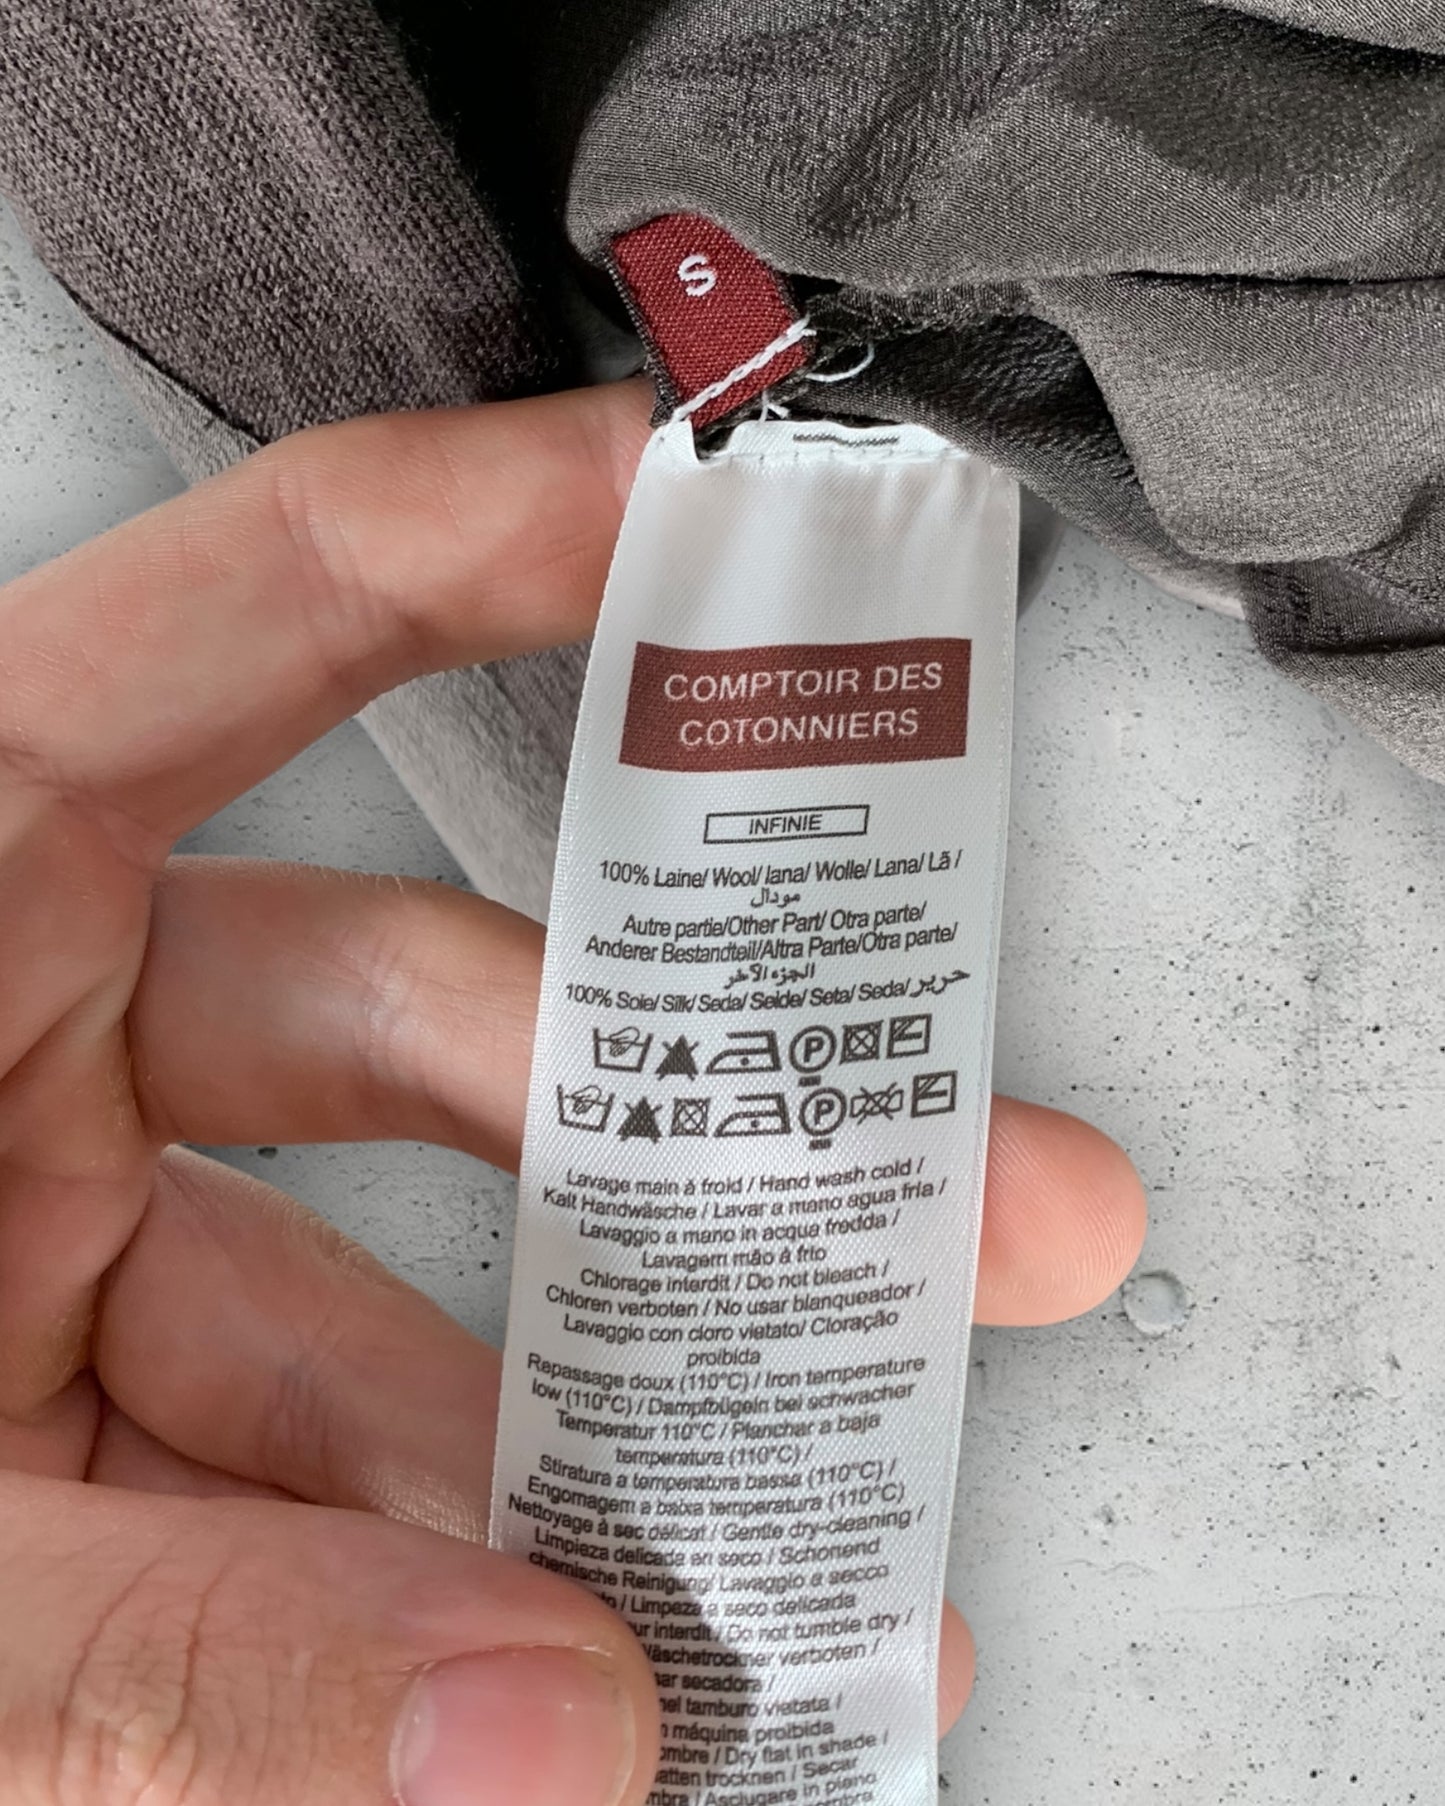 S
COMPTOIR DES
COTONNIERS
INFINIE
100% Laine/ Wool/ lana/ Wolle/ Lana/ Lã /
مودال
Autre partie/Other Part/ Otra parte/
Anderer Bestandteil/Altra Parte/Otra parte/
الجزء الآخر
100% Soie/ Silk/ Seda/ Seide/ Seta/ Seda/ حرير
P
P
Lavage main à froid / Hand wash cold /
Kalt Handwäsche / Lavar a mano agua fria /
Lavaggio a mano in acqua fredda /
Lavagem mão à frio
Chlorage interdit / Do not bleach /
Chloren verboten / No usar blanqueador /
Lavaggio con cloro vietato/ Cloração
proibida
Repassage doux (110°C) / Iron temperature
low (110°C) / Dampfbügeln bei schwacher
Temperatur 110°C / Planchar a baja
temperatura (110°C) /
Stiratura a temperatura bassa (110°C) /
Engomagem a baixa temperatura (110°C)
Nettoyage à sec délicat / Gentle dry-cleaning /
Limpieza delicada en seco / Schonend
chemische Reinigung/ Lavaggio a secco
/ Limpeza a seco delicada
interdit / Do not tumble dry /
Wäschetrockner verboten /
secadora /
tamburo vietata /
máquina proibida
ombre / Dry flat in shade /
trocknen / Secar
/ Asciugare in piano